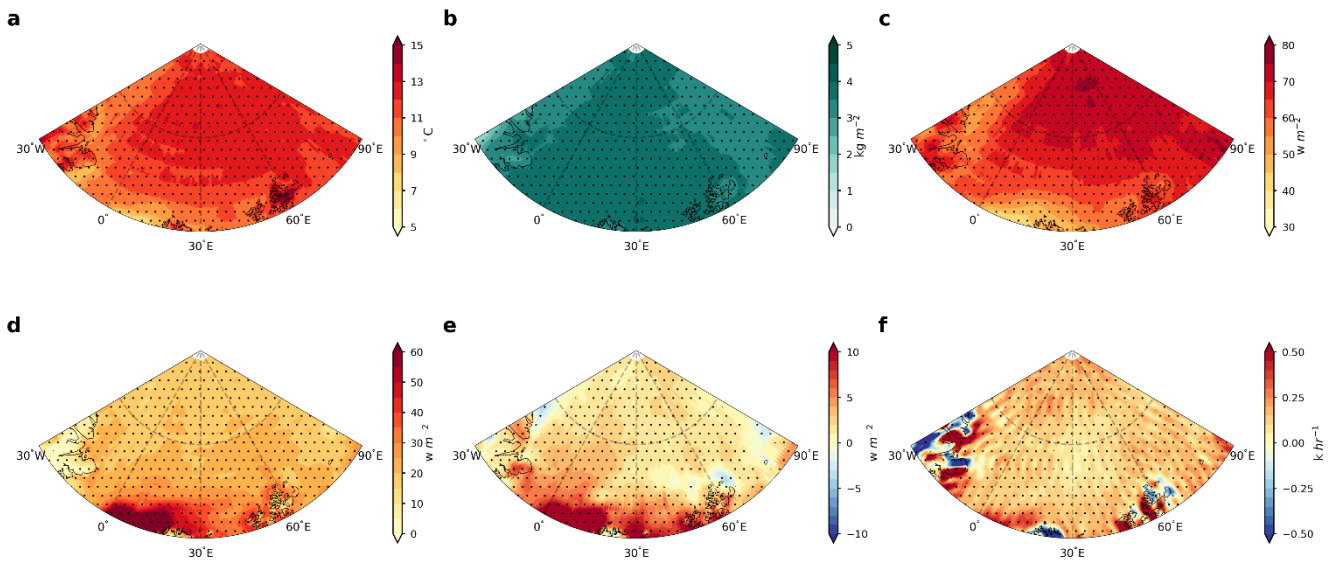 a
15
13
11
9
7
5
°C
30°W
0°
30°E
60°E
90°E
b
5
4
3
2
1
0
kg m⁻²
30°W
0°
30°E
60°E
90°E
c
80
70
60
50
40
30
w m⁻²
30°W
0°
30°E
60°E
90°E
d
60
50
40
30
20
10
0
w m⁻²
30°W
0°
30°E
60°E
90°E
e
10
5
0
−5
−10
w m⁻²
30°W
0°
30°E
60°E
90°E
f
0.50
0.25
0.00
−0.25
−0.50
k hr⁻¹
30°W
0°
30°E
60°E
90°E